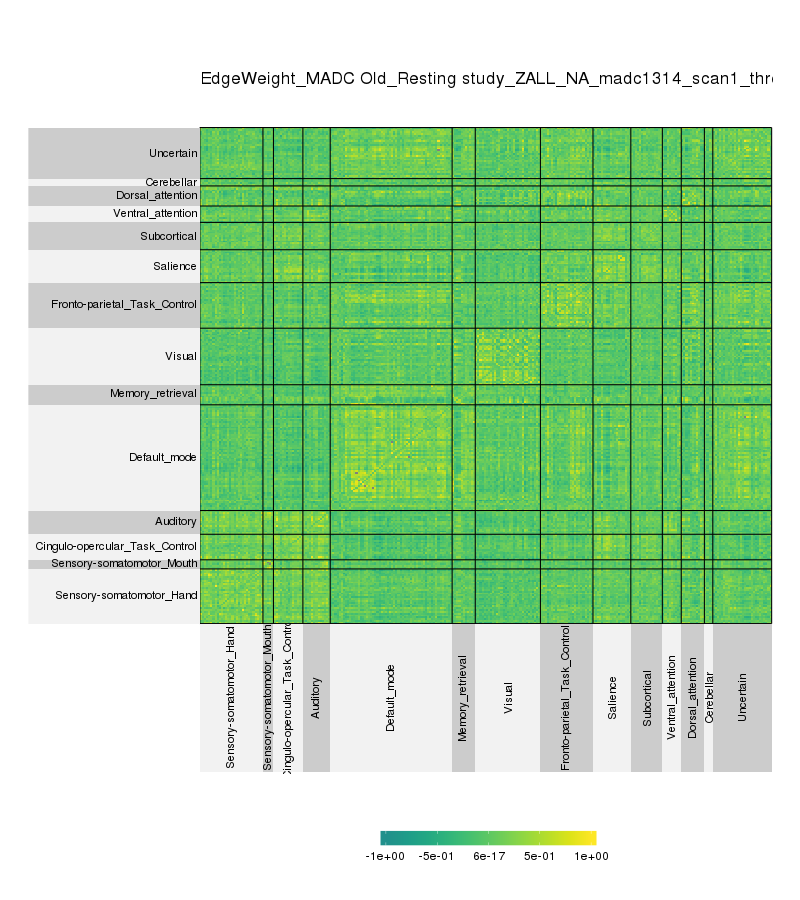 EdgeWeight_MADC Old_Resting study_ZALL_NA_madc1314_scan1_thr
Uncertain
Cerebellar
Dorsal_attention
Ventral_attention
Subcortical
Salience
Fronto-parietal_Task_Control
Visual
Memory_retrieval
Default_mode
Auditory
Cingulo-opercular_Task_Control
Sensory-somatomotor_Mouth
Sensory-somatomotor_Hand
Sensory-somatomotor_Hand
Sensory-somatomotor_Mouth
Cingulo-opercular_Task_Contro
Auditory
Default_mode
Memory_retrieval
Visual
Fronto-parietal_Task_Control
Salience
Subcortical
Ventral_attention
Dorsal_attention
Cerebellar
Uncertain
-1e+00 -5e-01 6e-17 5e-01 1e+00